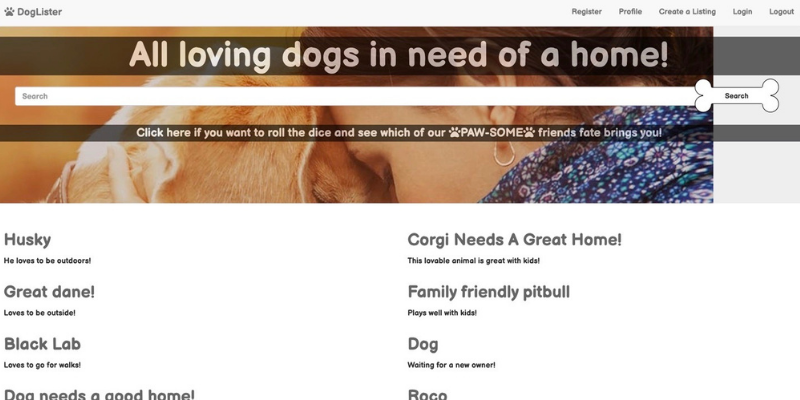 DogLister
Register Profile Create a Listing Login Logout
All loving dogs in need of a home!
Search
Search
Click here if you want to roll the dice and see which of our PAW-SOME friends fate brings you!
Husky
He loves to be outdoors!
Corgi Needs A Great Home!
This lovable animal is great with kids!
Great dane!
Loves to be outside!
Family friendly pitbull
Plays well with kids!
Black Lab
Loves to go for walks!
Dog
Waiting for a new owner!
Dog needs a good home!
Roco